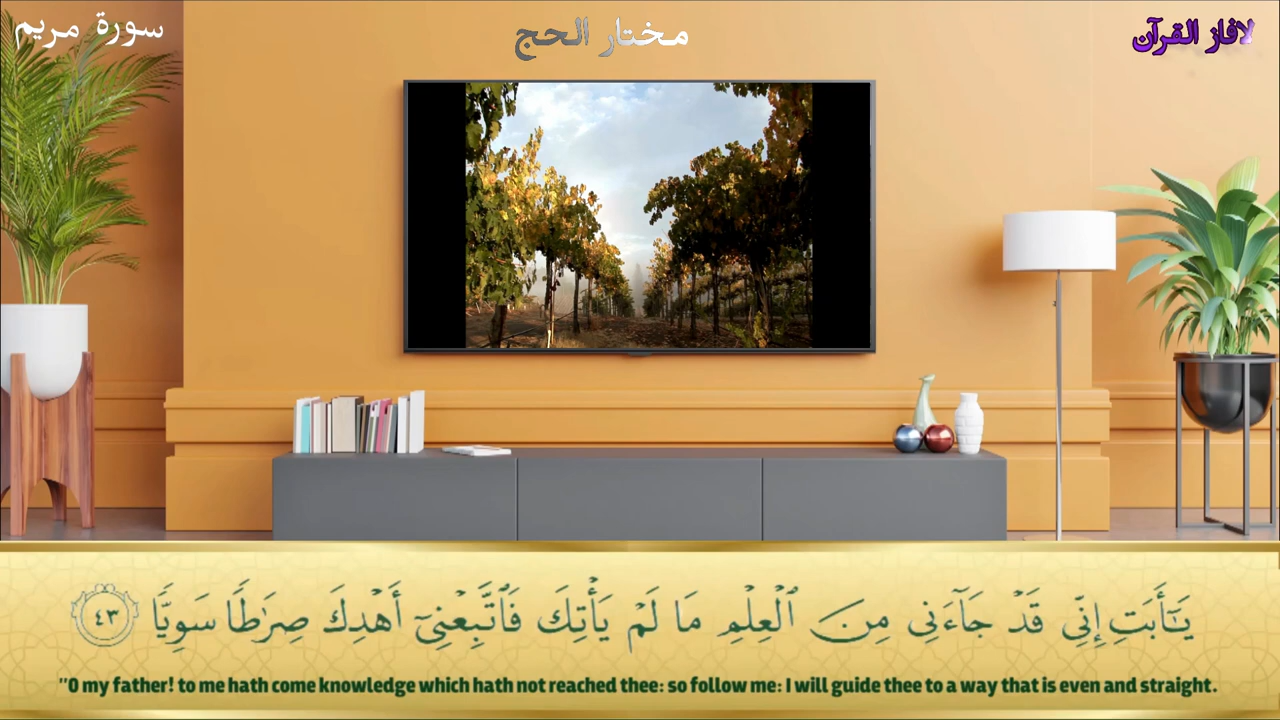 سورة مريم
مختار الحج
لافاز القرآن
يَٰٓأَبَتِ إِنِّى قَدْ جَآءَنِى مِنَ ٱلْعِلْمِ مَا لَمْ يَأْتِكَ فَٱتَّبِعْنِىٓ أَهْدِكَ صِرَٰطًا سَوِيًّا ٤٣
"O my father! to me hath come knowledge which hath not reached thee: so follow me: I will guide thee to a way that is even and straight.